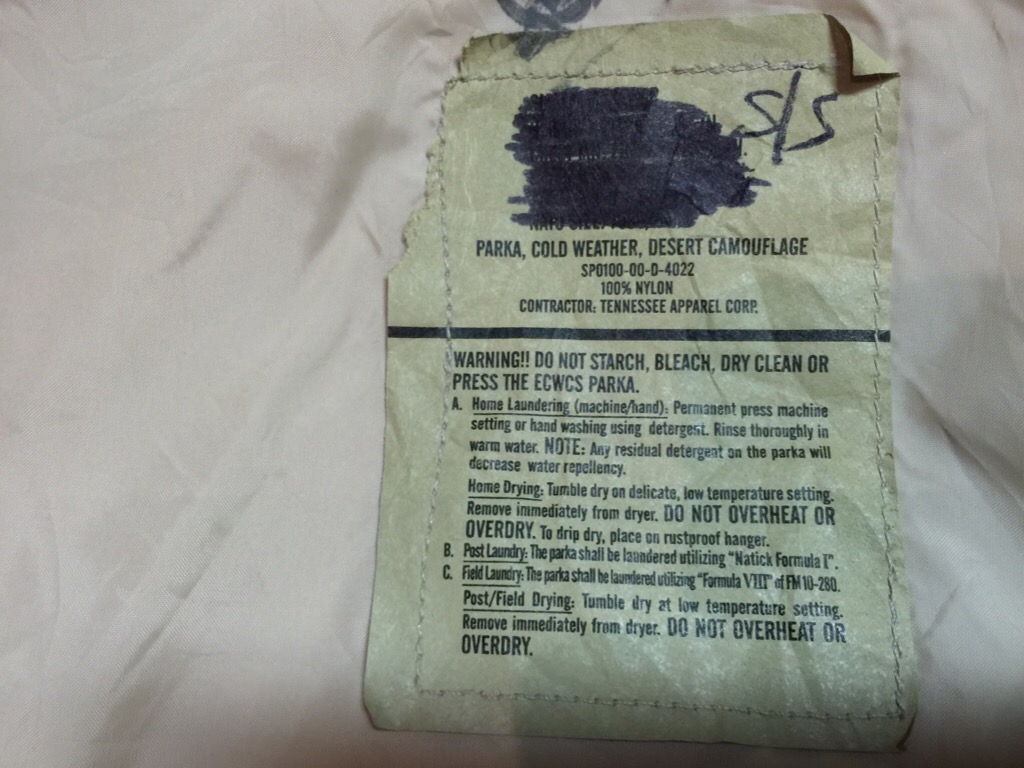 S/S
PARKA, COLD WEATHER, DESERT CAMOUFLAGE
SP0100-00-D-4022
100% NYLON
CONTRACTOR: TENNESSEE APPAREL CORP.
WARNING!! DO NOT STARCH, BLEACH, DRY CLEAN OR
PRESS THE ECWCS PARKA.
A. Home Laundering (machine/hand): Permanent press machine
setting or hand washing using detergent. Rinse thoroughly in
warm water. NOTE: Any residual detergent on the parka will
decrease water repellency.
Home Drying: Tumble dry on delicate, low temperature setting.
Remove immediately from dryer. DO NOT OVERHEAT OR
OVERDRY. To drip dry, place on rustproof hanger.
B. Post Laundry: The parka shall be laundered utilizing "Natick Formula I".
C. Field Laundry: The parka shall be laundered utilizing "Formula VIII" of FM 10-280.
Post/Field Drying: Tumble dry at low temperature setting.
Remove immediately from dryer. DO NOT OVERHEAT OR
OVERDRY.